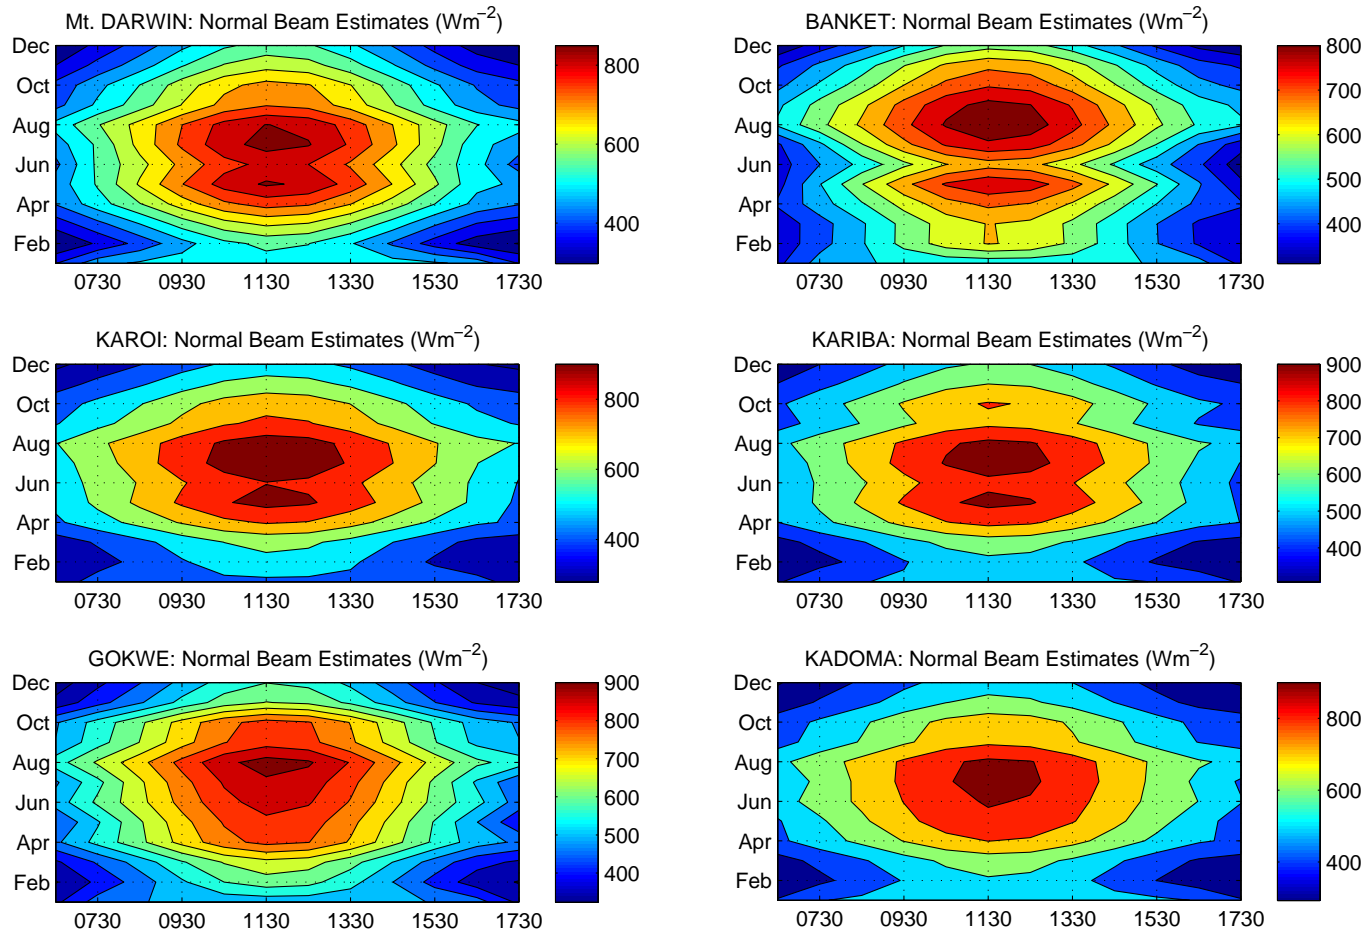 Mt. DARWIN: Normal Beam Estimates (Wm−2)
Dec
Oct
Aug
Jun
Apr
Feb
0730 0930 1130 1330 1530 1730
800
600
400
BANKET: Normal Beam Estimates (Wm−2)
Dec
Oct
Aug
Jun
Apr
Feb
0730 0930 1130 1330 1530 1730
800
700
600
500
400
KAROI: Normal Beam Estimates (Wm−2)
Dec
Oct
Aug
Jun
Apr
Feb
0730 0930 1130 1330 1530 1730
800
600
400
KARIBA: Normal Beam Estimates (Wm−2)
Dec
Oct
Aug
Jun
Apr
Feb
0730 0930 1130 1330 1530 1730
900
800
700
600
500
400
GOKWE: Normal Beam Estimates (Wm−2)
Dec
Oct
Aug
Jun
Apr
Feb
0730 0930 1130 1330 1530 1730
900
800
700
600
500
400
KADOMA: Normal Beam Estimates (Wm−2)
Dec
Oct
Aug
Jun
Apr
Feb
0730 0930 1130 1330 1530 1730
800
600
400